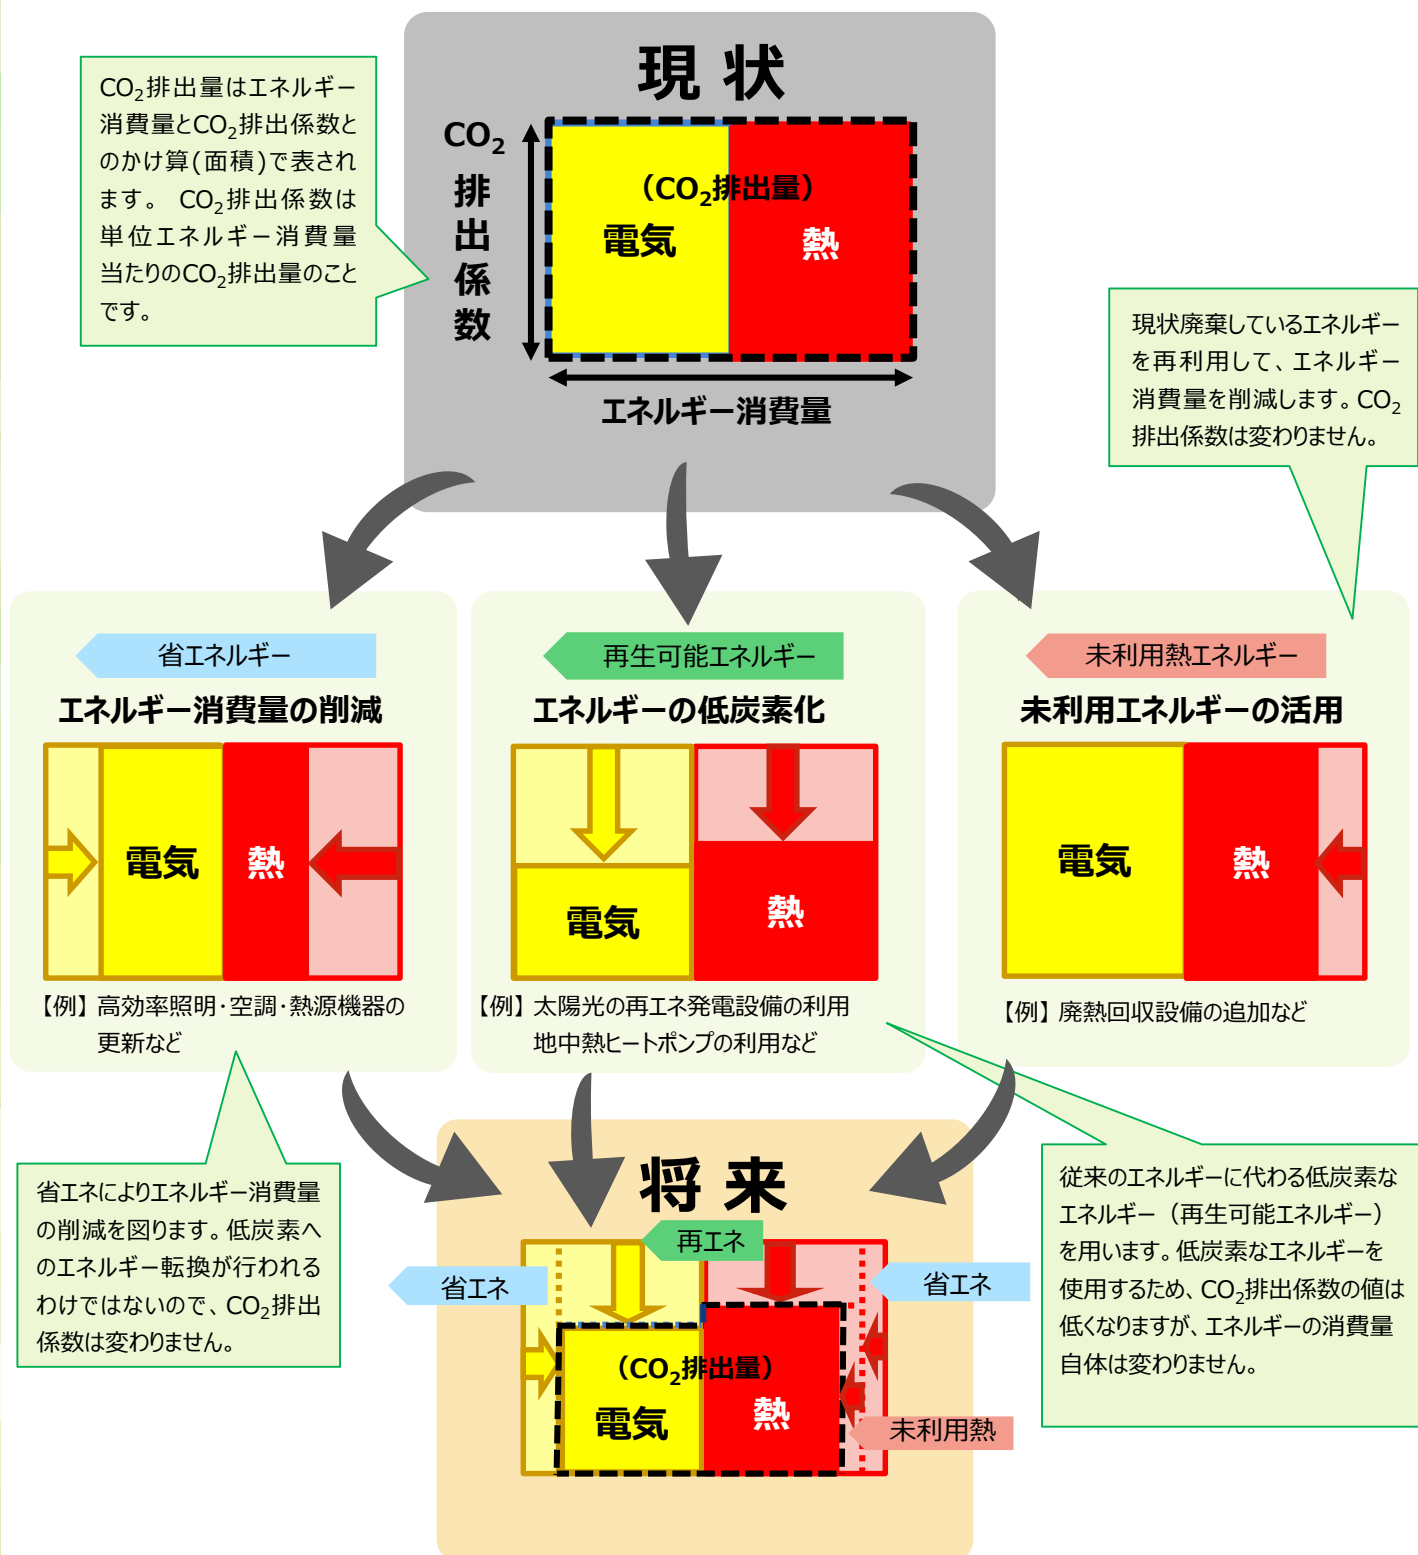 現 状
CO₂排出量はエネルギー
消費量とCO₂排出係数と
のかけ算(面積)で表され
ます。 CO₂排出係数は
単位エネルギー消費量
当たりのCO₂排出量のこと
です。
CO₂
排
出
係
数
(CO₂排出量)
電気
熱
エネルギー消費量
現状廃棄しているエネルギー
を再利用して、エネルギー
消費量を削減します。CO₂
排出係数は変わりません。
省エネルギー
エネルギー消費量の削減
電気
熱
【例】高効率照明・空調・熱源機器の
更新など
再生可能エネルギー
エネルギーの低炭素化
電気
熱
【例】太陽光の再エネ発電設備の利用
地中熱ヒートポンプの利用など
未利用熱エネルギー
未利用エネルギーの活用
電気
熱
【例】廃熱回収設備の追加など
省エネによりエネルギー消費量
の削減を図ります。低炭素へ
のエネルギー転換が行われる
わけではないので、CO₂排出
係数は変わりません。
将 来
再エネ
省エネ
省エネ
(CO₂排出量)
電気
熱
未利用熱
従来のエネルギーに代わる低炭素な
エネルギー(再生可能エネルギー)
を用います。低炭素なエネルギーを
使用するため、CO₂排出係数の値は
低くなりますが、エネルギーの消費量
自体は変わりません。